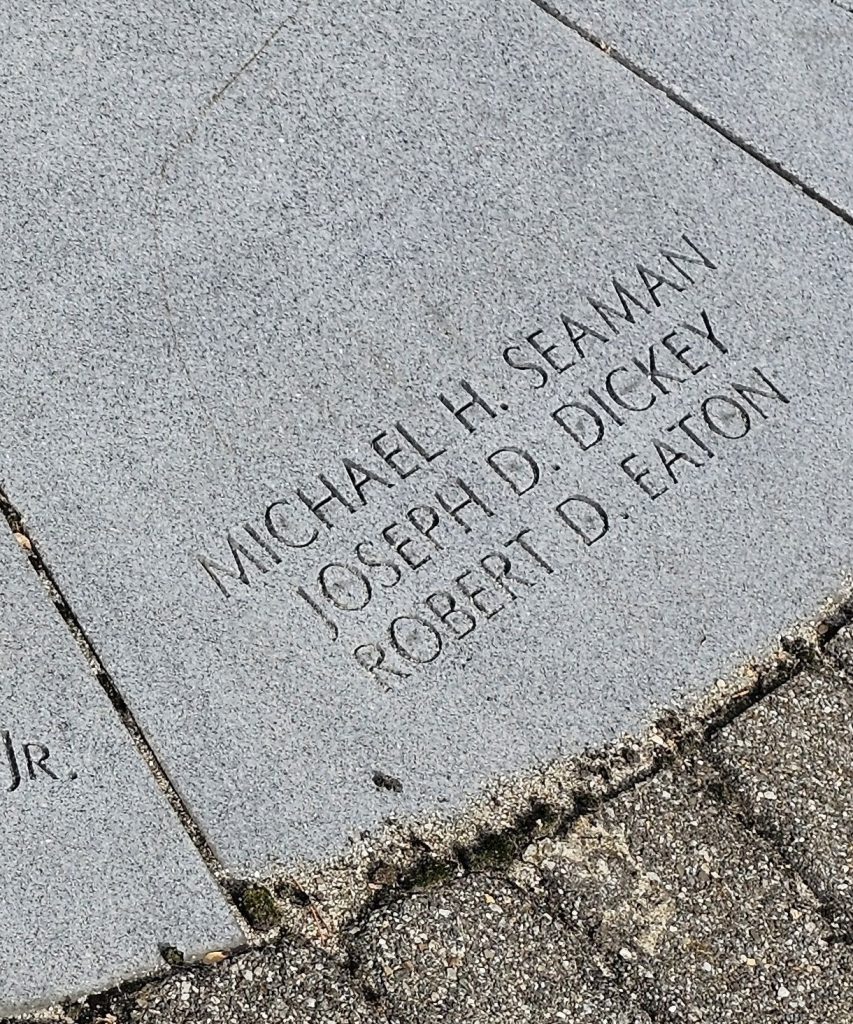 MICHAEL H. SEAMAN
JOSEPH D. DICKEY
ROBERT D. EATON
JR.